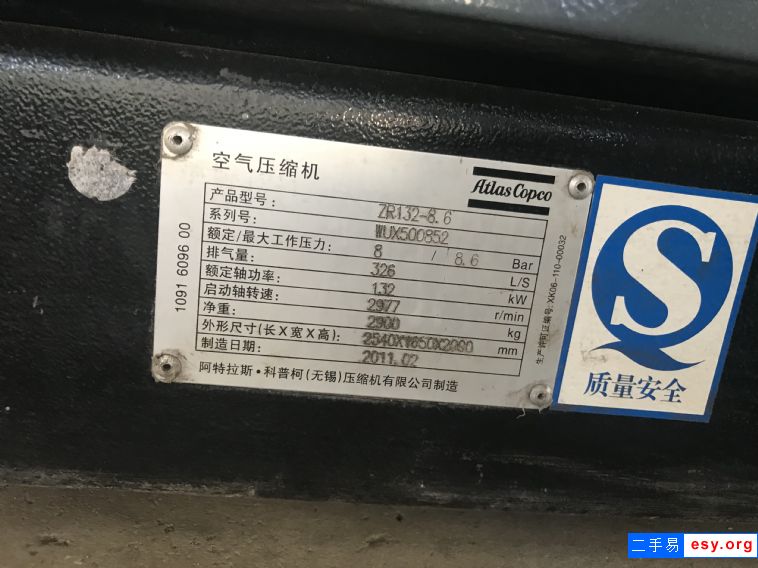 空气压缩机
Atlas Copco
产品型号: ZR132-8.6
系列号: WUX500852
额定/最大工作压力: 8 / 8.6 Bar
排气量: 326 L/S
额定轴功率: 132 kW
启动轴转速: 2977 r/min
净重: 2900 kg
外形尺寸(长X宽X高): mm
制造日期: 2011.02
阿特拉斯·科普柯(无锡)压缩机有限公司制造
1091 6096 00
生产许可证编号: XK06-110-00032
S
质量安全
二手易 esy.org